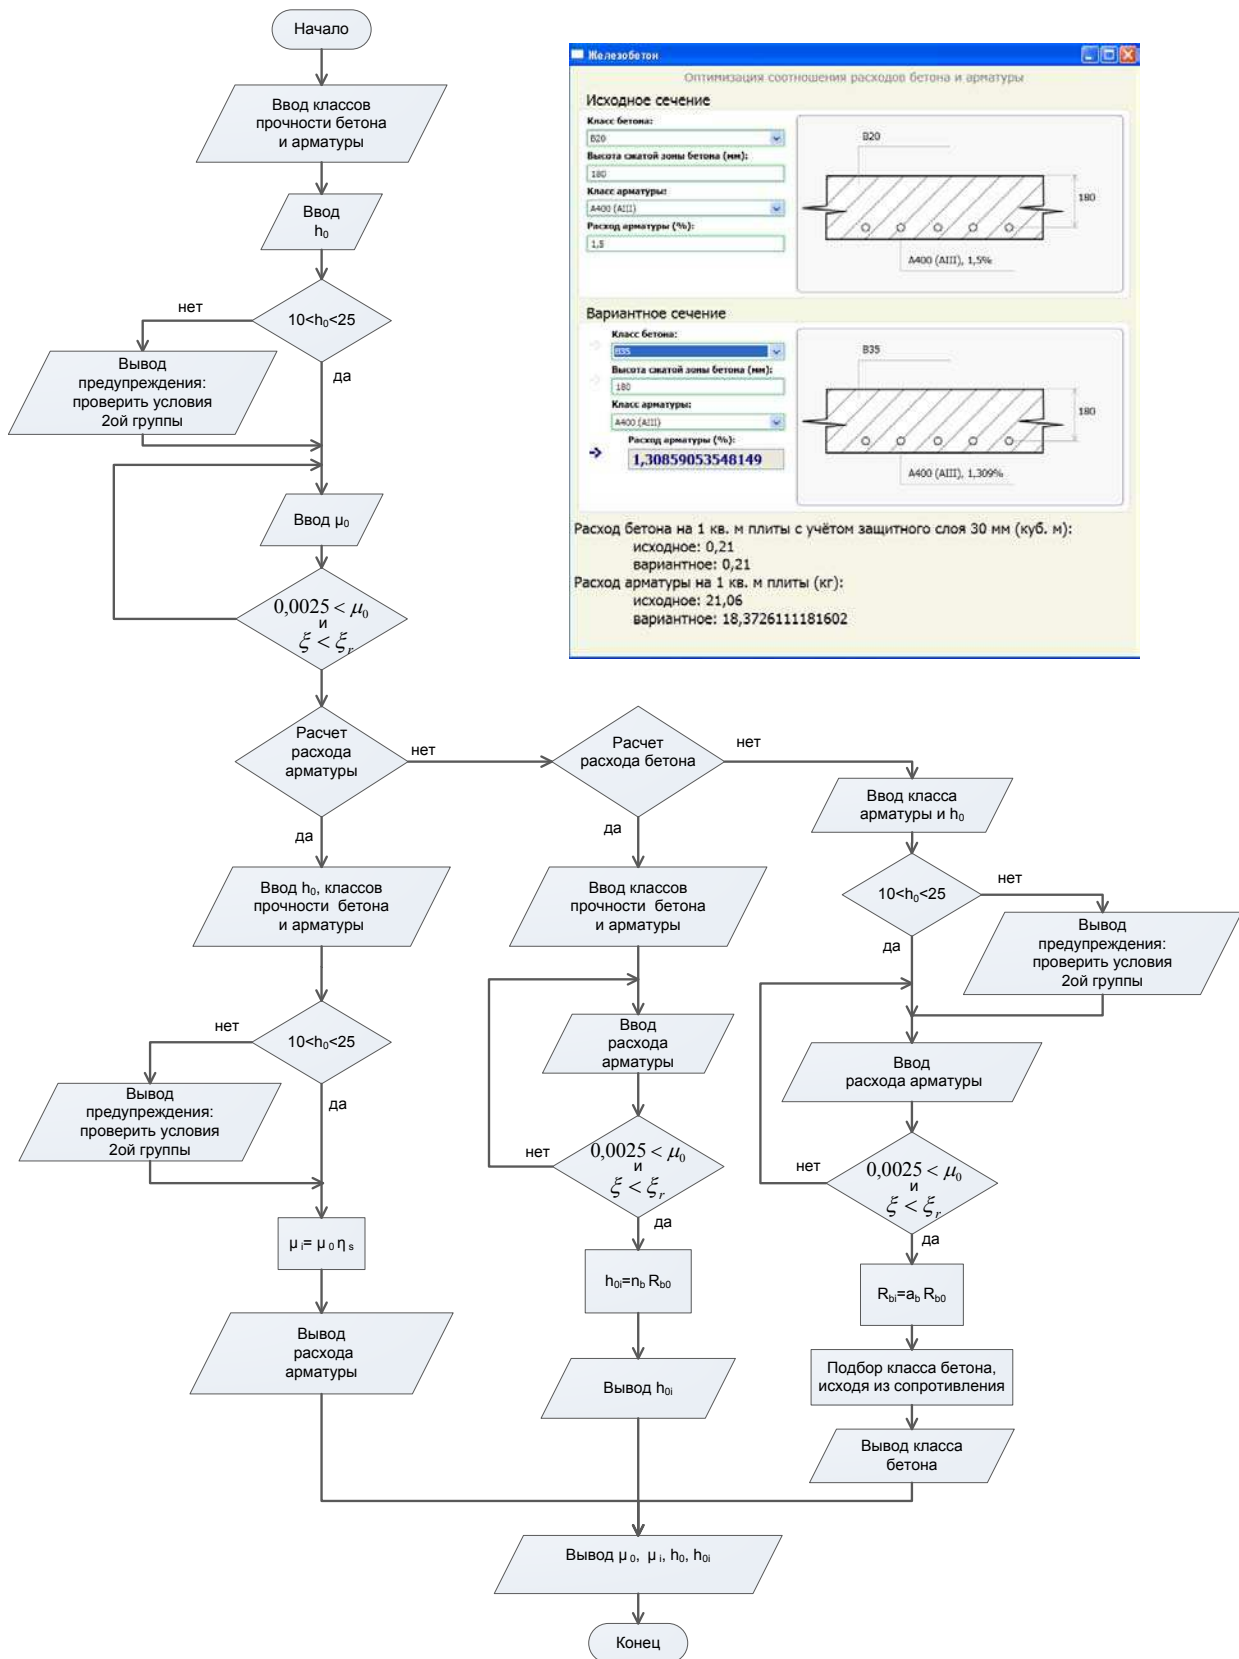 Начало
Ввод классов
прочности бетона
и арматуры
Ввод
h₀
10<h₀<25
нет
да
Вывод
предупреждения:
проверить условия
2ой группы
Ввод μ₀
0,0025 < μ₀
и
ξ < ξᵣ
Железобетон
Оптимизация соотношения расходов бетона и арматуры
Исходное сечение
Класс бетона:
B20
Высота сжатой зоны бетона (мм):
180
Класс арматуры:
A400 (AIII)
Расход арматуры (%):
1,5
B20
180
A400 (AIII), 1,5%
Вариантное сечение
Класс бетона:
B35
Высота сжатой зоны бетона (мм):
180
Класс арматуры:
A400 (AIII)
Расход арматуры (%):
1,30859053548149
B35
180
A400 (AIII), 1,309%
Расход бетона на 1 кв. м плиты с учётом защитного слоя 30 мм (куб. м):
исходное: 0,21
вариантное: 0,21
Расход арматуры на 1 кв. м плиты (кг):
исходное: 21,06
вариантное: 18,3726111181602
Расчет
расхода
арматуры
нет
да
Ввод h₀, классов
прочности бетона
и арматуры
10<h₀<25
нет
да
Вывод
предупреждения:
проверить условия
2ой группы
μ i= μ 0 η s
Вывод
расхода
арматуры
Расчет
расхода бетона
нет
да
Ввод классов
прочности бетона
и арматуры
Ввод
расхода
арматуры
0,0025 < μ₀
и
ξ < ξᵣ
нет
да
h0i=nb Rb0
Вывод h0i
Ввод класса
арматуры и h₀
10<h₀<25
нет
да
Вывод
предупреждения:
проверить условия
2ой группы
Ввод
расхода арматуры
0,0025 < μ₀
и
ξ < ξᵣ
нет
да
Rbi=ab Rb0
Подбор класса бетона,
исходя из сопротивления
Вывод класса
бетона
Вывод μ 0, μ i, h0, h0i
Конец